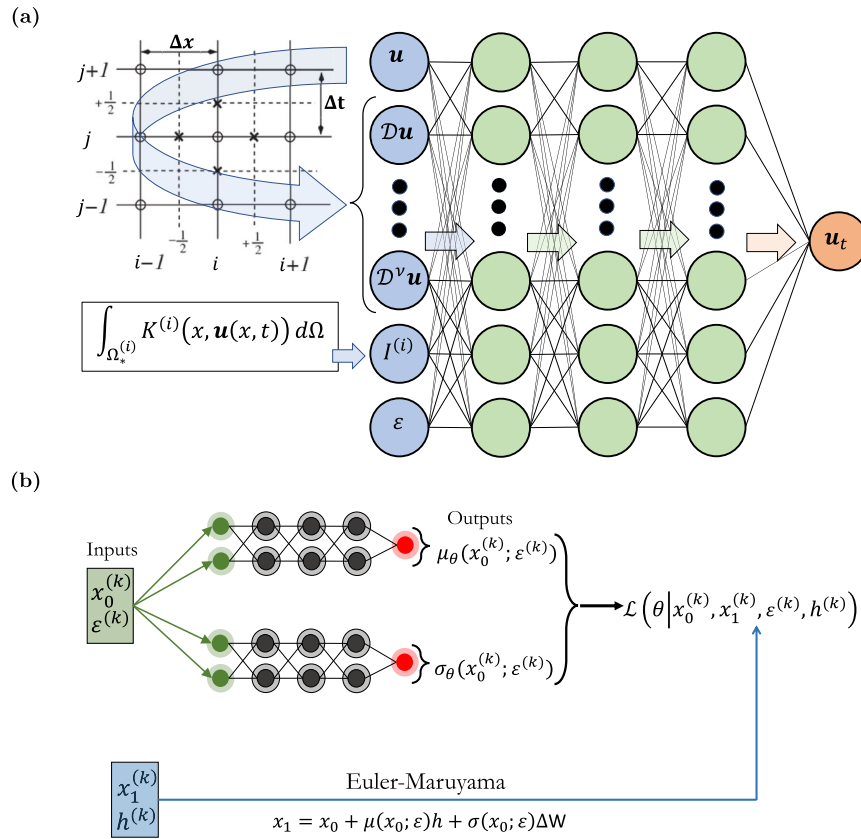 (a)
Δx
j+1
+1/2
Δt
j
-1/2
j-1
i-1
-1/2
i
+1/2
i+1
u
𝒟u
𝒟^ν u
I^(i)
ε
u_t
∫_{Ω_*^(i)} K^(i)(x, u(x, t)) dΩ
(b)
Inputs
x_0^(k)
ε^(k)
Outputs
μ_θ(x_0^(k); ε^(k))
σ_θ(x_0^(k); ε^(k))
ℒ(θ|x_0^(k), x_1^(k), ε^(k), h^(k))
x_1^(k)
h^(k)
Euler-Maruyama
x_1 = x_0 + μ(x_0; ε)h + σ(x_0; ε)ΔW